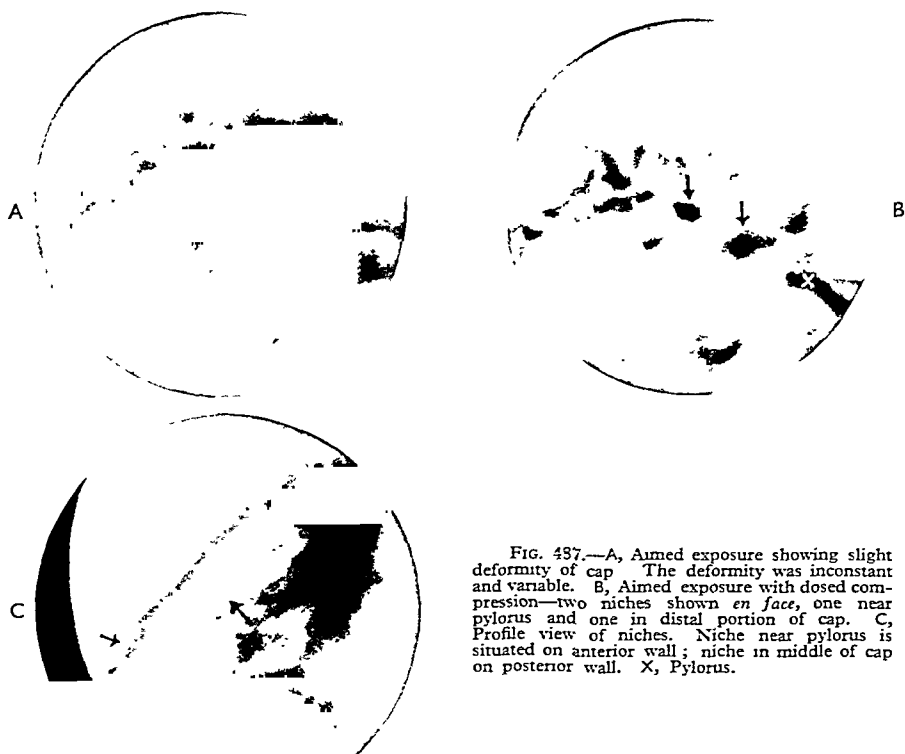 A
B
C
X
FIG. 487.—A, Aimed exposure showing slight
deformity of cap   The deformity was inconstant
and variable. B, Aimed exposure with dosed com-
pression—two niches shown en face, one near
pylorus and one in distal portion of cap. C,
Profile view of niches. Niche near pylorus is
situated on anterior wall ; niche in middle of cap
on posterior wall. X, Pylorus.